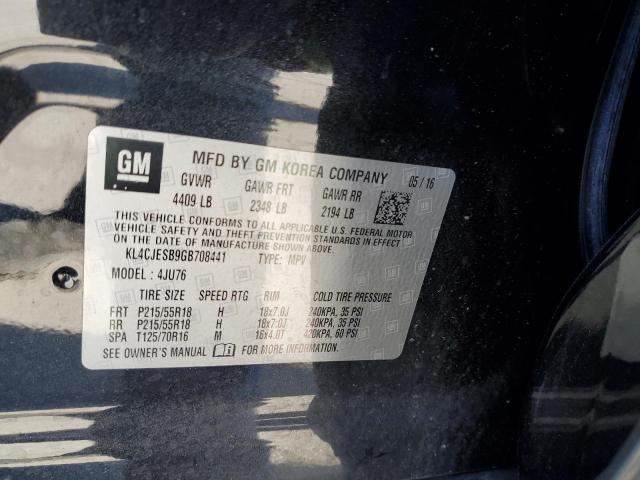 GM
MFD BY GM KOREA COMPANY 05/16
GVWR GAWR FRT GAWR RR
4409 LB 2348 LB 2194 LB
THIS VEHICLE CONFORMS TO ALL APPLICABLE U.S. FEDERAL MOTOR
VEHICLE SAFETY AND THEFT PREVENTION STANDARDS IN EFFECT
ON THE DATE OF MANUFACTURE SHOWN ABOVE.
KL4CJESB9GB708441 TYPE: MPV
MODEL: 4JU76
TIRE SIZE SPEED RTG RIM COLD TIRE PRESSURE
FRT P215/55R18 H 18x7.0J 240KPA, 35 PSI
RR P215/55R18 H 18x7.0J 240KPA, 35 PSI
SPA T125/70R16 M 16x4.0T 420KPA, 60 PSI
SEE OWNER'S MANUAL FOR MORE INFORMATION.